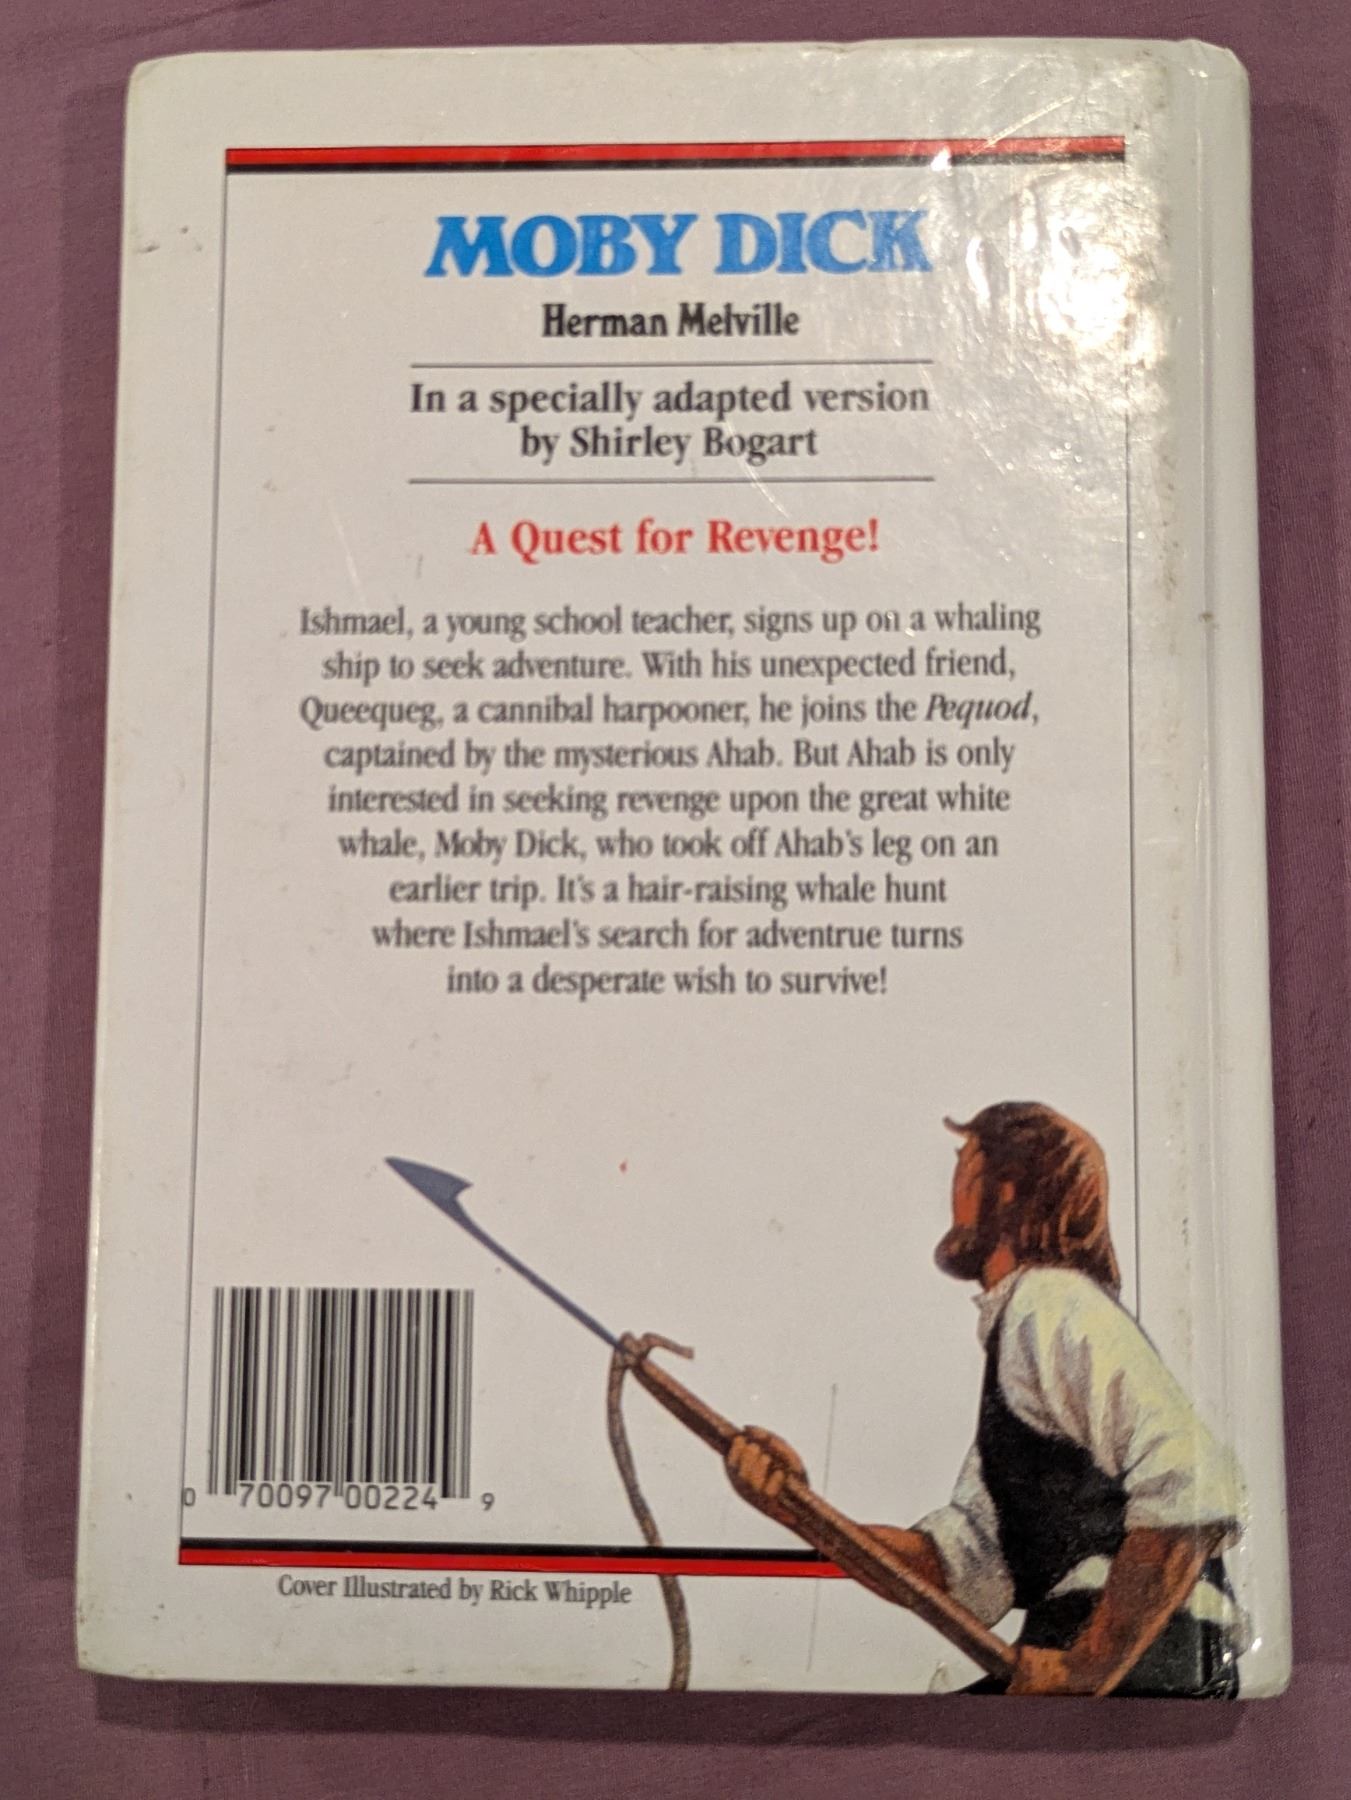 MOBY DICK
Herman Melville
In a specially adapted version
by Shirley Bogart
A Quest for Revenge!
Ishmael, a young school teacher, signs up on a whaling
ship to seek adventure. With his unexpected friend,
Queequeg, a cannibal harpooner, he joins the Pequod,
captained by the mysterious Ahab. But Ahab is only
interested in seeking revenge upon the great white
whale, Moby Dick, who took off Ahab's leg on an
earlier trip. It's a hair-raising whale hunt
where Ishmael's search for adventrue turns
into a desperate wish to survive!
0 70097 00224 9
Cover Illustrated by Rick Whipple